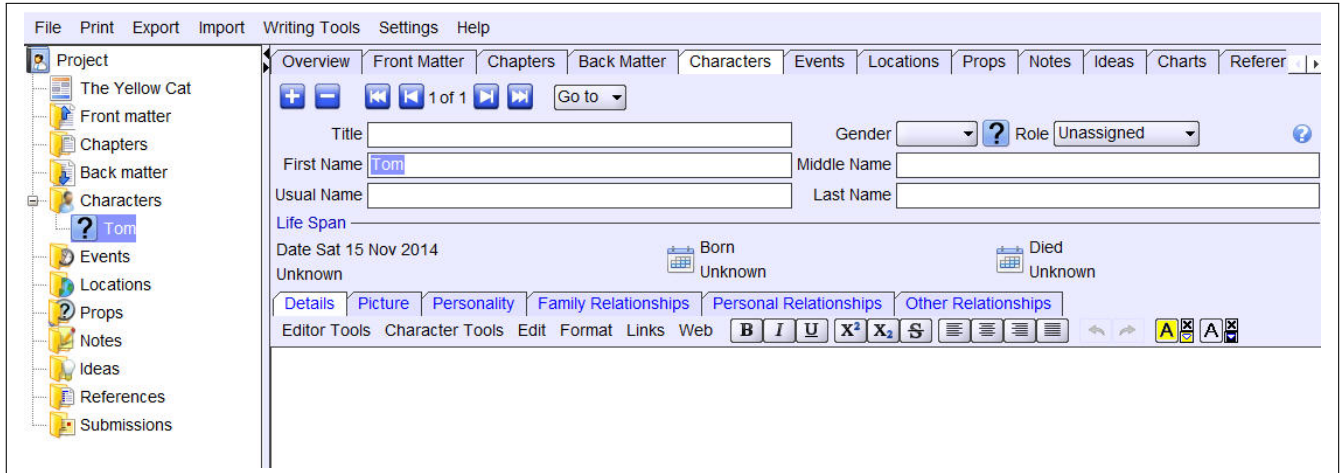 File Print Export Import Writing Tools Settings Help
Project
The Yellow Cat
Front matter
Chapters
Back matter
Characters
? Tom
Events
Locations
Props
Notes
Ideas
References
Submissions
Overview Front Matter Chapters Back Matter Characters Events Locations Props Notes Ideas Charts Referer
1 of 1 Go to
Title Gender ? Role Unassigned ?
First Name Tom Middle Name
Usual Name Last Name
Life Span
Date Sat 15 Nov 2014 Born Died
Unknown Unknown Unknown
Details Picture Personality Family Relationships Personal Relationships Other Relationships
Editor Tools Character Tools Edit Format Links Web B I U X² X₂ S A A